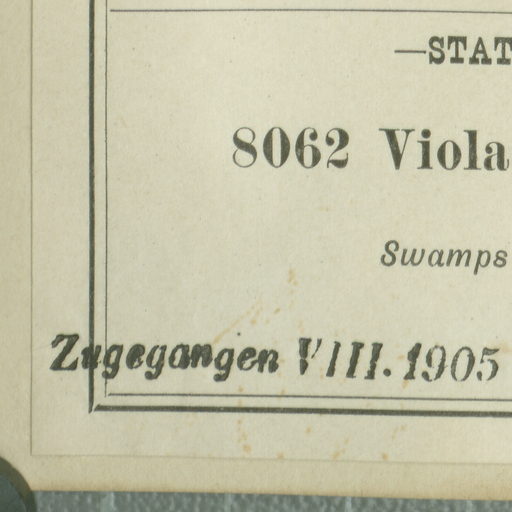 —STAT
8062 Viola
Swamps
Zugegangen VIII. 1905